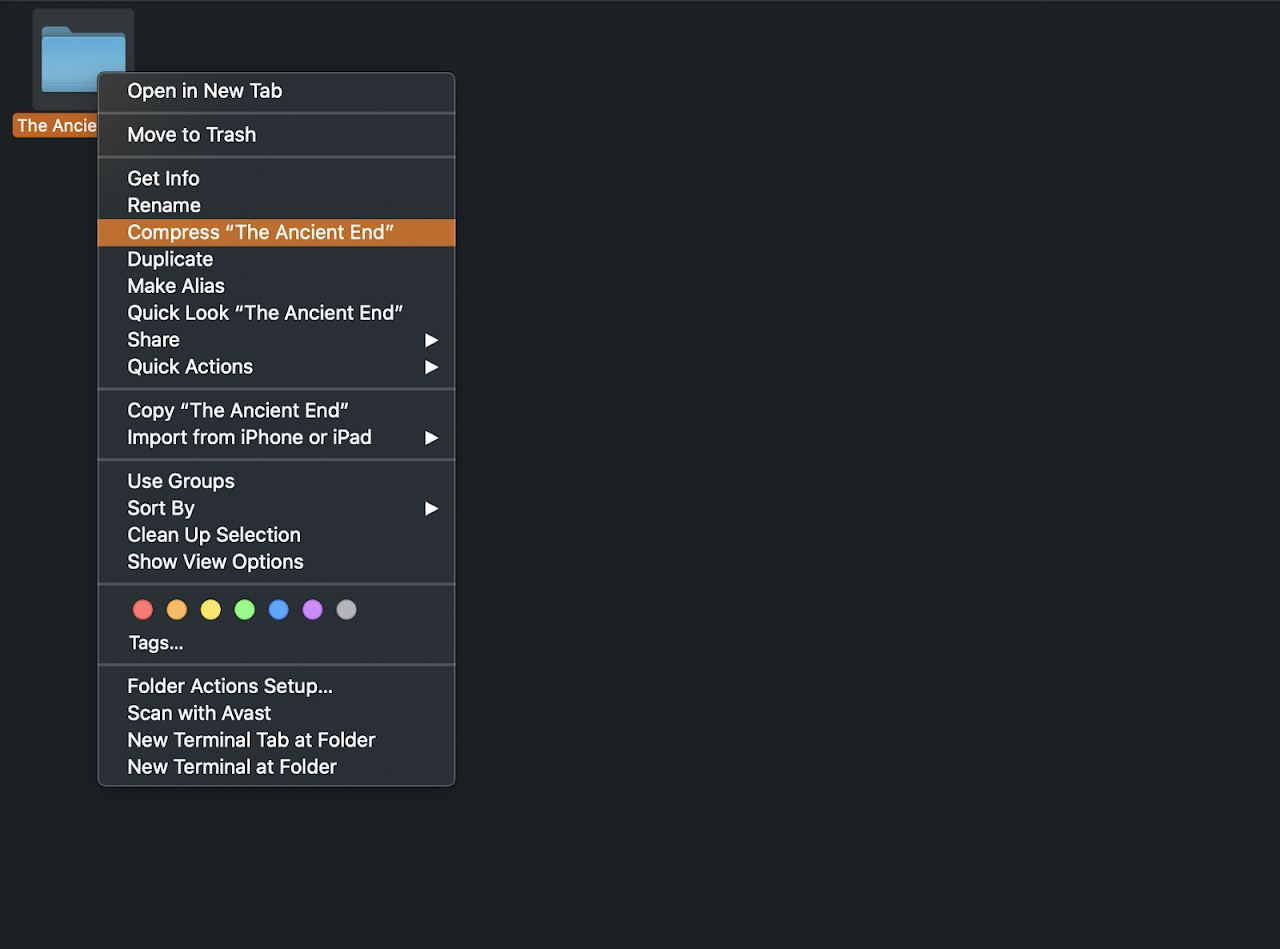 Open in New Tab
The Ancie
Move to Trash
Get Info
Rename
Compress “The Ancient End”
Duplicate
Make Alias
Quick Look “The Ancient End”
Share
Quick Actions
Copy “The Ancient End”
Import from iPhone or iPad
Use Groups
Sort By
Clean Up Selection
Show View Options
Tags...
Folder Actions Setup...
Scan with Avast
New Terminal Tab at Folder
New Terminal at Folder